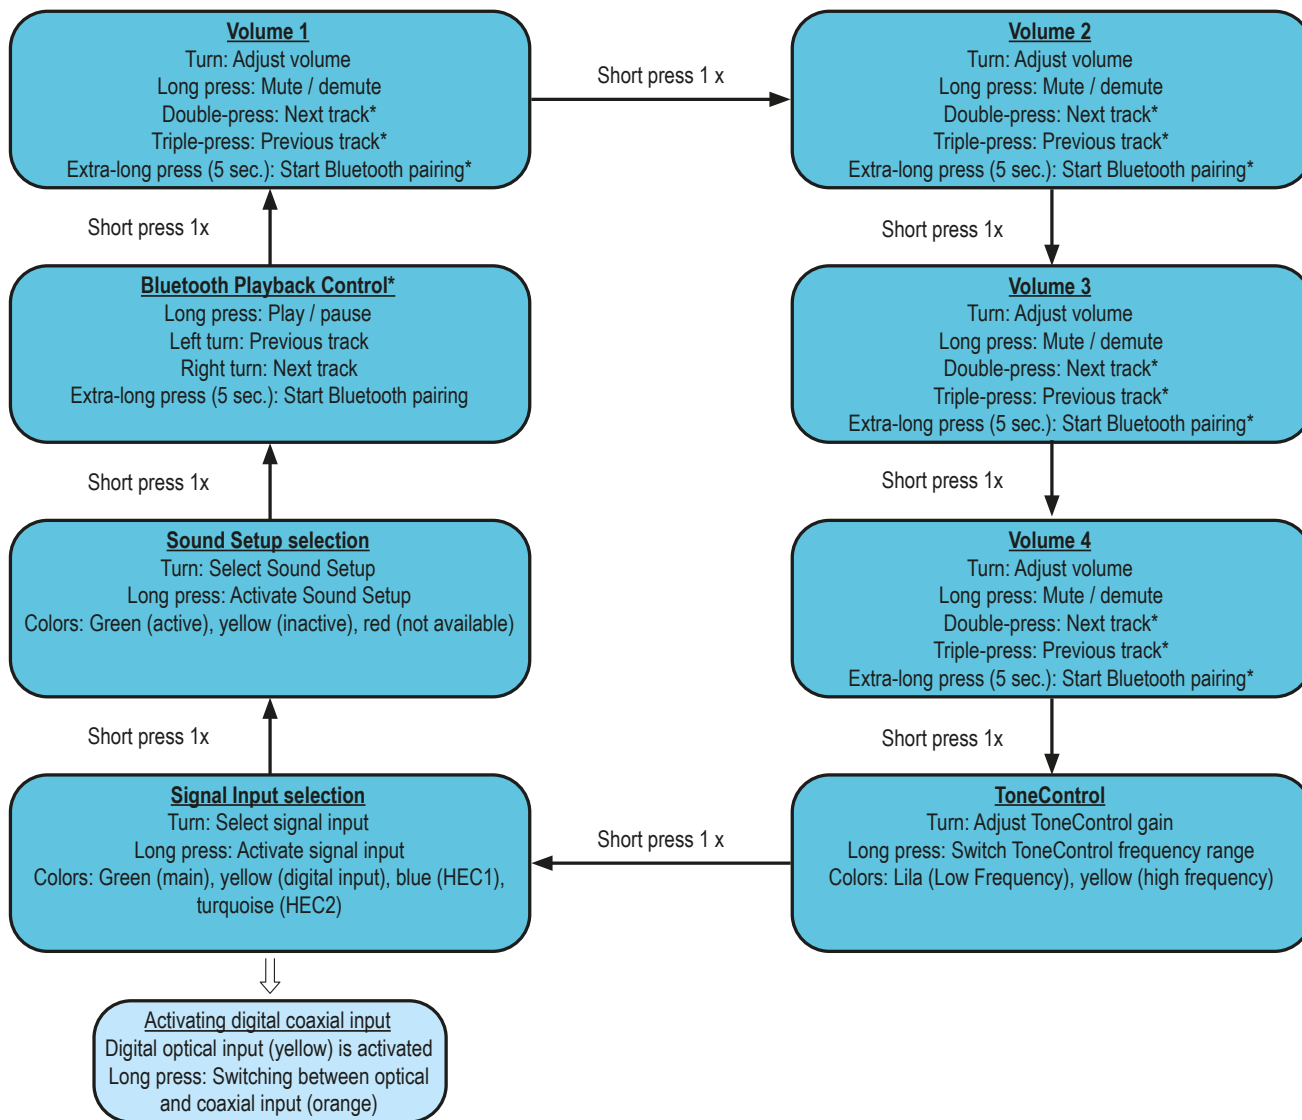 Volume 1
Turn: Adjust volume
Long press: Mute / demute
Double-press: Next track*
Triple-press: Previous track*
Extra-long press (5 sec.): Start Bluetooth pairing*
Short press 1 x
Volume 2
Turn: Adjust volume
Long press: Mute / demute
Double-press: Next track*
Triple-press: Previous track*
Extra-long press (5 sec.): Start Bluetooth pairing*
Short press 1x
Short press 1x
Bluetooth Playback Control*
Long press: Play / pause
Left turn: Previous track
Right turn: Next track
Extra-long press (5 sec.): Start Bluetooth pairing
Volume 3
Turn: Adjust volume
Long press: Mute / demute
Double-press: Next track*
Triple-press: Previous track*
Extra-long press (5 sec.): Start Bluetooth pairing*
Short press 1x
Short press 1x
Sound Setup selection
Turn: Select Sound Setup
Long press: Activate Sound Setup
Colors: Green (active), yellow (inactive), red (not available)
Volume 4
Turn: Adjust volume
Long press: Mute / demute
Double-press: Next track*
Triple-press: Previous track*
Extra-long press (5 sec.): Start Bluetooth pairing*
Short press 1x
Short press 1x
Signal Input selection
Turn: Select signal input
Long press: Activate signal input
Colors: Green (main), yellow (digital input), blue (HEC1),
turquoise (HEC2)
Short press 1 x
ToneControl
Turn: Adjust ToneControl gain
Long press: Switch ToneControl frequency range
Colors: Lila (Low Frequency), yellow (high frequency)
Activating digital coaxial input
Digital optical input (yellow) is activated
Long press: Switching between optical
and coaxial input (orange)